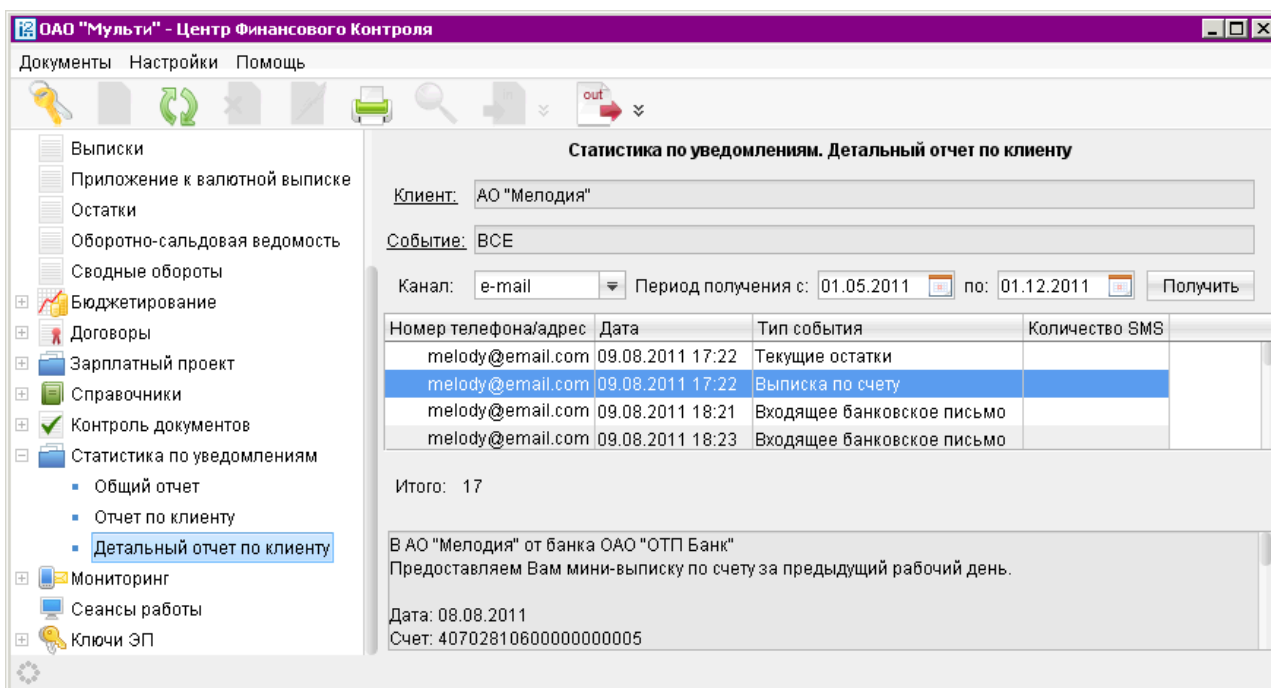 ОАО "Мульти" - Центр Финансового Контроля
Документы Настройки Помощь
out
Выписки
Приложение к валютной выписке
Остатки
Оборотно-сальдовая ведомость
Сводные обороты
Бюджетирование
Договоры
Зарплатный проект
Справочники
Контроль документов
Статистика по уведомлениям
Общий отчет
Отчет по клиенту
Детальный отчет по клиенту
Мониторинг
Сеансы работы
Ключи ЭП
Статистика по уведомлениям. Детальный отчет по клиенту
Клиент: АО "Мелодия"
Событие: ВСЕ
Канал: e-mail Период получения с: 01.05.2011 по: 01.12.2011 Получить
Номер телефона/адрес Дата Тип события Количество SMS
melody@email.com 09.08.2011 17:22 Текущие остатки
melody@email.com 09.08.2011 17:22 Выписка по счету
melody@email.com 09.08.2011 18:21 Входящее банковское письмо
melody@email.com 09.08.2011 18:23 Входящее банковское письмо
Итого: 17
В АО "Мелодия" от банка ОАО "ОТП Банк"
Предоставляем Вам мини-выписку по счету за предыдущий рабочий день.
Дата: 08.08.2011
Счет: 40702810600000000005